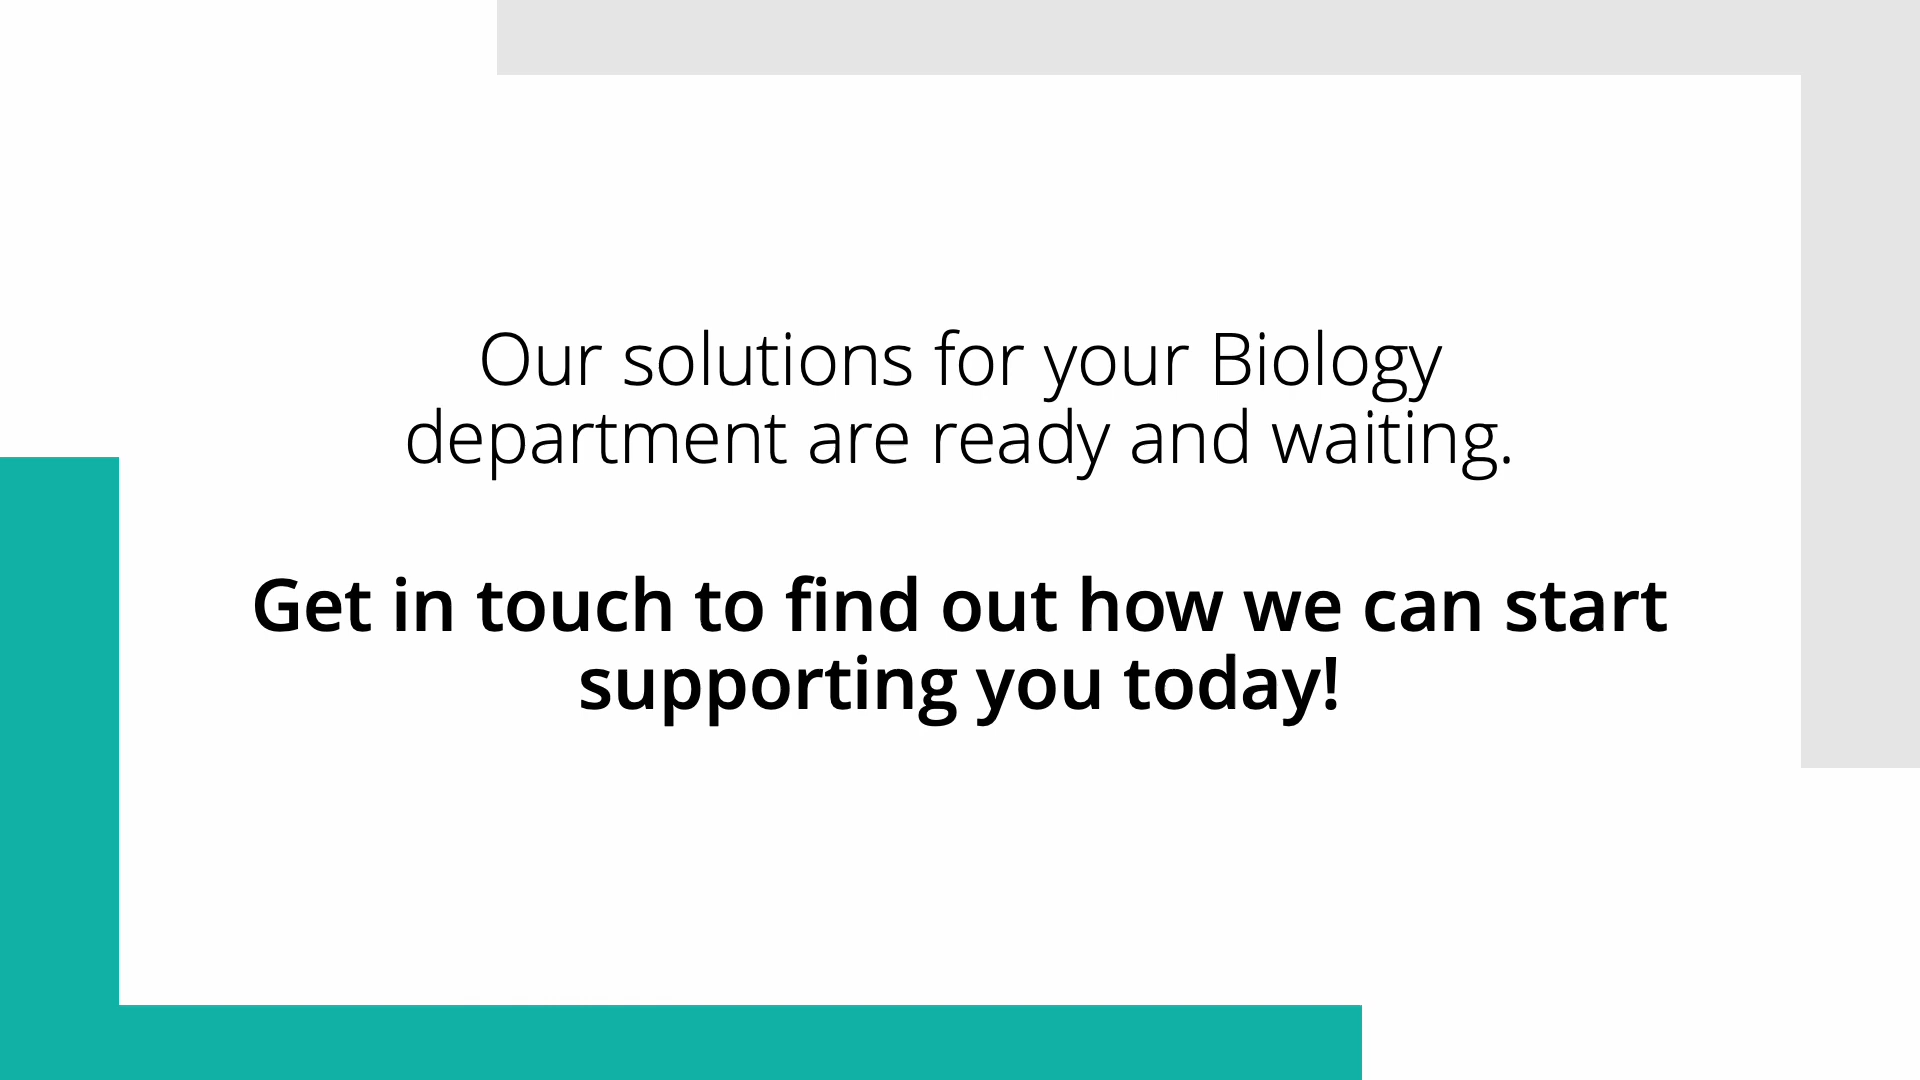 Our solutions for your Biology
department are ready and waiting.
Get in touch to find out how we can start
supporting you today!